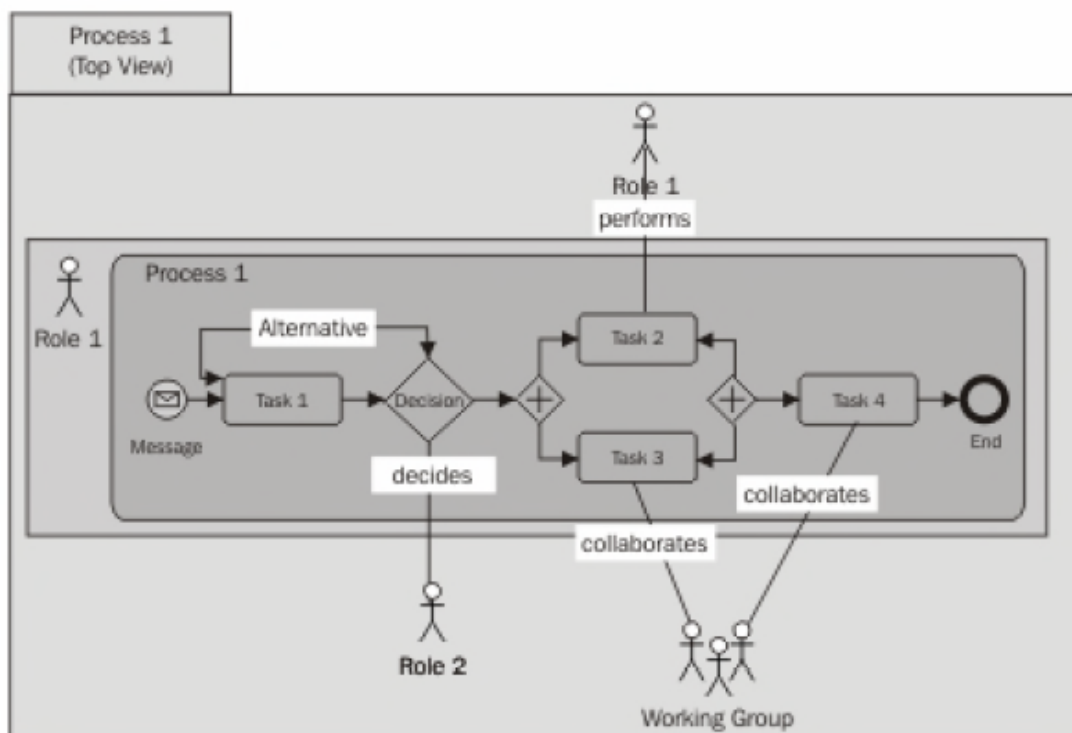 Process 1
(Top View)
Role 1
performs
Process 1
Role 1
Alternative
Task 2
Task 1
Decision
Task 4
Message
End
Task 3
decides
collaborates
collaborates
Role 2
Working Group